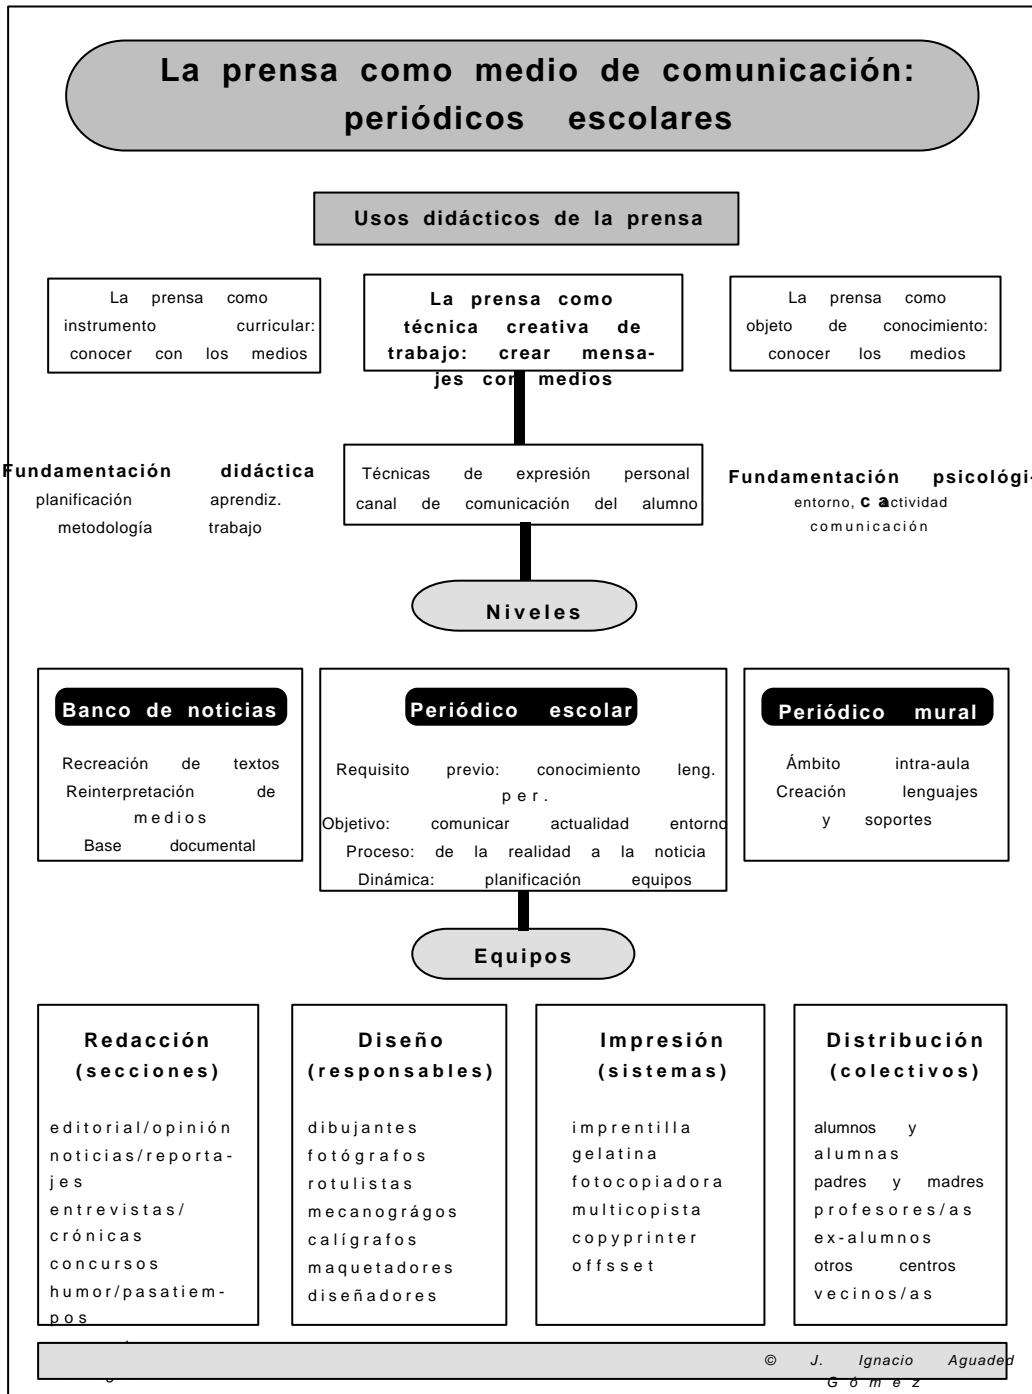 La prensa como medio de comunicación:
periódicos escolares
Usos didácticos de la prensa
La prensa como
instrumento curricular:
conocer con los medios
La prensa como
técnica creativa de
trabajo: crear mensa-
jes con medios
La prensa como
objeto de conocimiento:
conocer los medios
Fundamentación didáctica
planificación aprendiz.
metodología trabajo
Técnicas de expresión personal
canal de comunicación del alumno
Fundamentación psicológi-
ca
entorno, actividad
comunicación
Niveles
Banco de noticias
Recreación de textos
Reinterpretación de
medios
Base documental
Periódico escolar
Requisito previo: conocimiento leng.
per.
Objetivo: comunicar actualidad entorno
Proceso: de la realidad a la noticia
Dinámica: planificación equipos
Periódico mural
Ámbito intra-aula
Creación lenguajes
y soportes
Equipos
Redacción
(secciones)
editorial/opinión
noticias/reporta-
jes
entrevistas/
crónicas
concursos
humor/pasatiem-
pos
Diseño
(responsables)
dibujantes
fotógrafos
rotulistas
mecanográgos
calígrafos
maquetadores
diseñadores
Impresión
(sistemas)
imprentilla
gelatina
fotocopiadora
multicopista
copyprinter
offsset
Distribución
(colectivos)
alumnos y
alumnas
padres y madres
profesores/as
ex-alumnos
otros centros
vecinos/as
© J. Ignacio Aguaded
Gómez